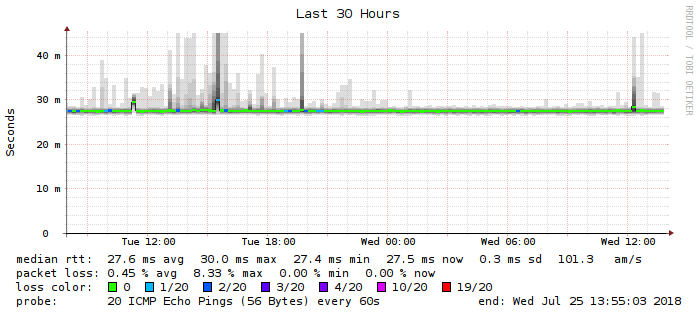 Last 30 Hours
RRDTOOL / TOBI OETIKER
Seconds
40 m
30 m
20 m
10 m
0
Tue 12:00 Tue 18:00 Wed 00:00 Wed 06:00 Wed 12:00
median rtt: 27.6 ms avg 30.0 ms max 27.4 ms min 27.5 ms now 0.3 ms sd 101.3 am/s
packet loss: 0.45 % avg 8.33 % max 0.00 % min 0.00 % now
loss color: 0 1/20 2/20 3/20 4/20 10/20 19/20
probe: 20 ICMP Echo Pings (56 Bytes) every 60s end: Wed Jul 25 13:55:03 2018